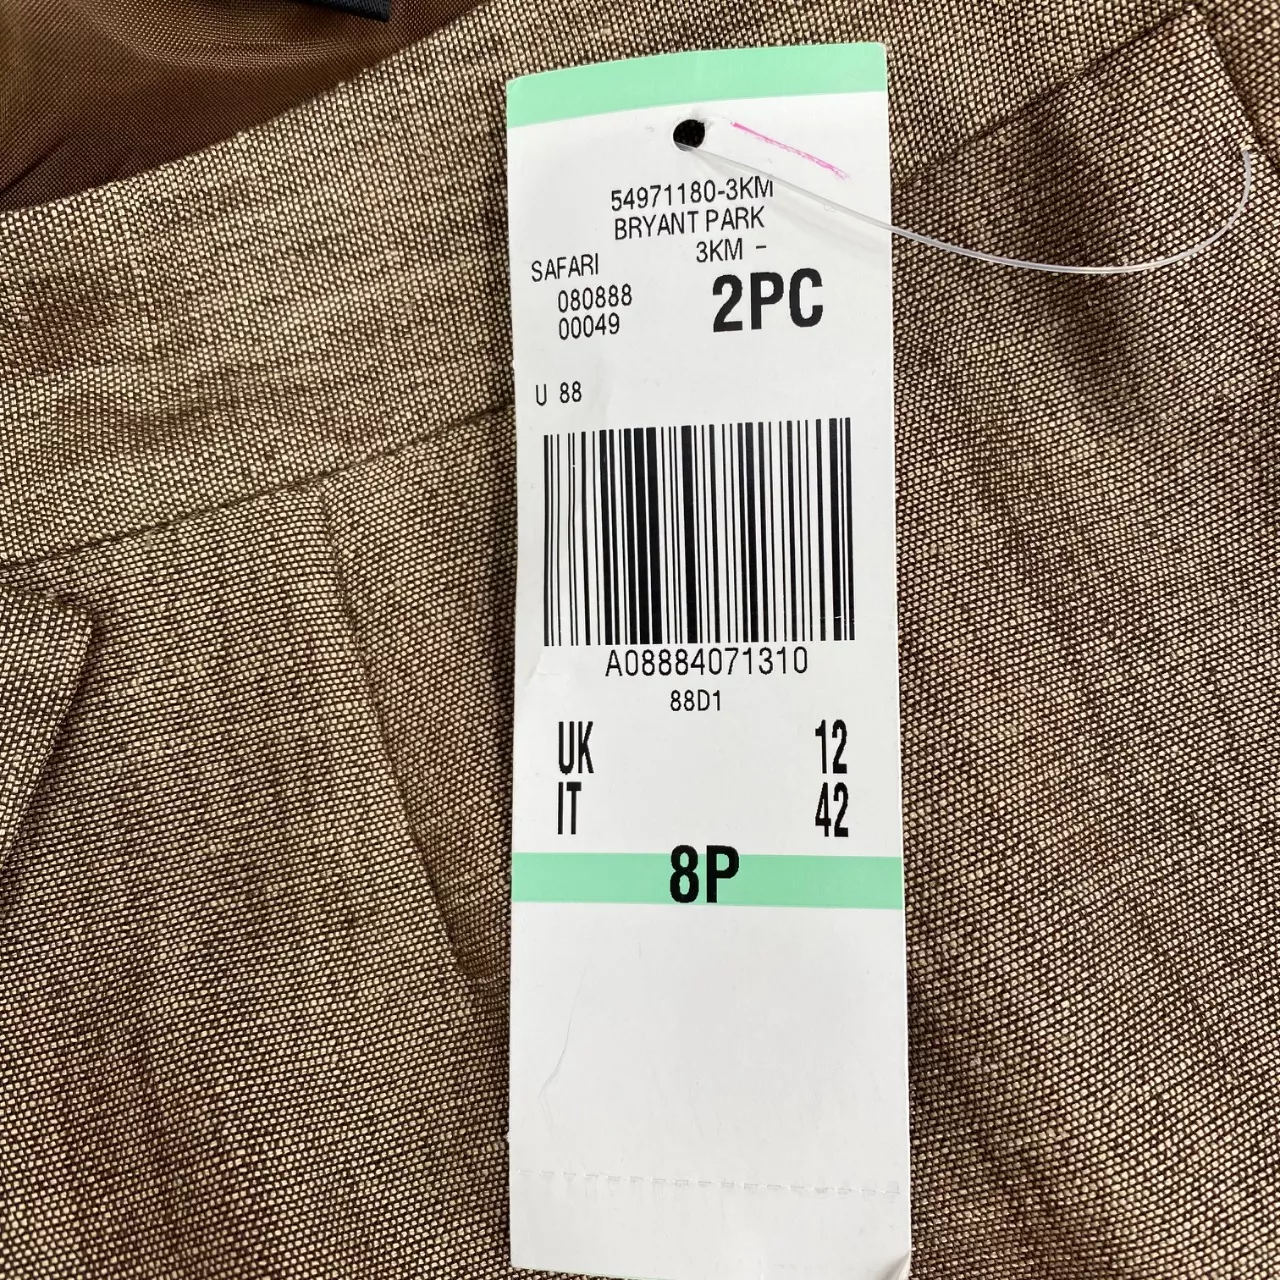 54971180-3KM
BRYANT PARK
3KM -
SAFARI
080888
00049
2PC
U 88
A08884071310
88D1
UK 12
IT 42
8P